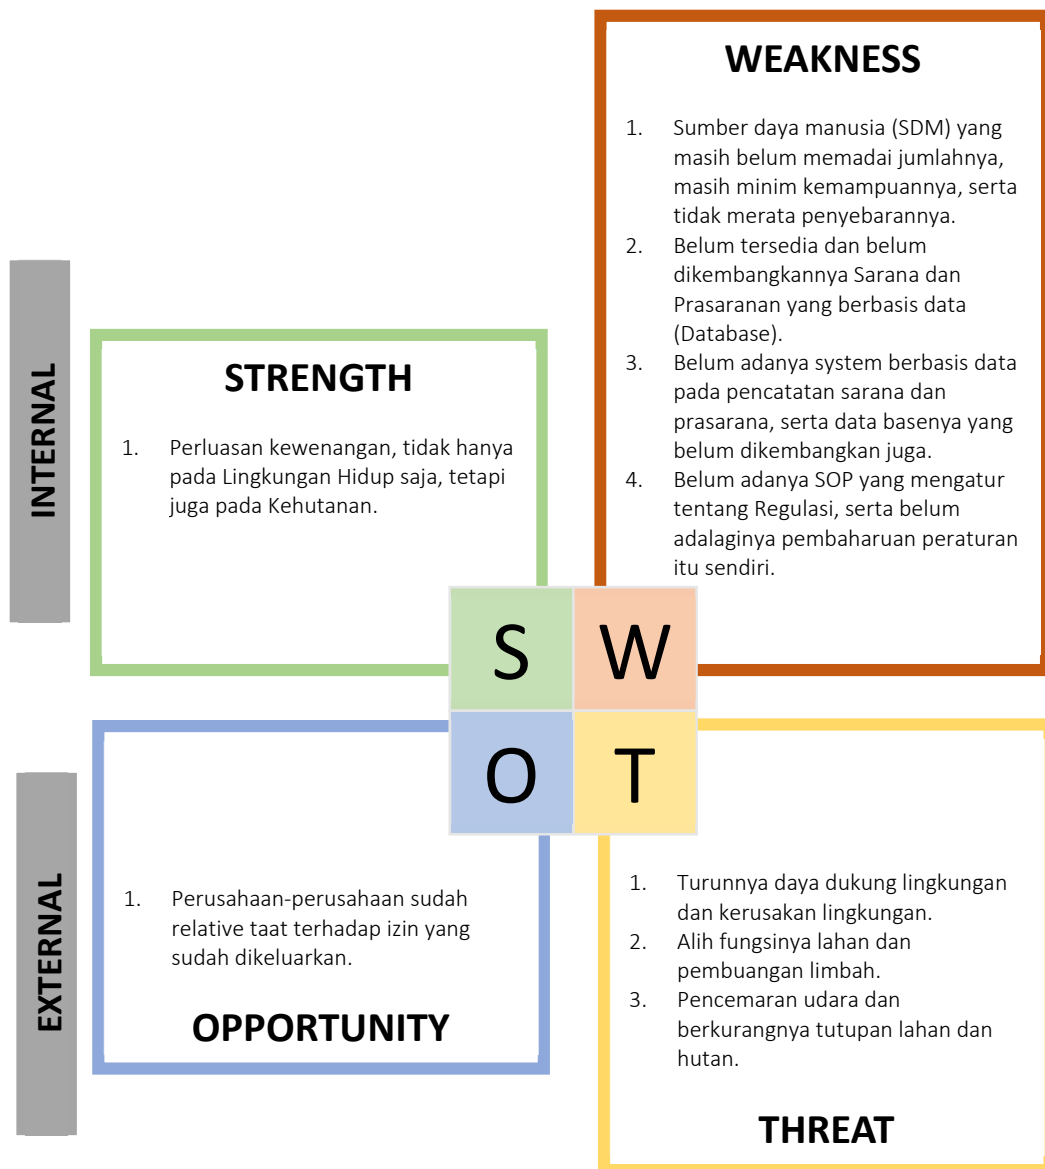 WEAKNESS
1. Sumber daya manusia (SDM) yang
masih belum memadai jumlahnya,
masih minim kemampuannya, serta
tidak merata penyebarannya.
2. Belum tersedia dan belum
dikembangkannya Sarana dan
Prasaranan yang berbasis data
(Database).
3. Belum adanya system berbasis data
pada pencatatan sarana dan
prasarana, serta data basenya yang
belum dikembangkan juga.
4. Belum adanya SOP yang mengatur
tentang Regulasi, serta belum
adalaginya pembaharuan peraturan
itu sendiri.
INTERNAL
STRENGTH
1. Perluasan kewenangan, tidak hanya
pada Lingkungan Hidup saja, tetapi
juga pada Kehutanan.
S W
O T
EXTERNAL
1. Perusahaan-perusahaan sudah
relative taat terhadap izin yang
sudah dikeluarkan.
OPPORTUNITY
1. Turunnya daya dukung lingkungan
dan kerusakan lingkungan.
2. Alih fungsinya lahan dan
pembuangan limbah.
3. Pencemaran udara dan
berkurangnya tutupan lahan dan
hutan.
THREAT